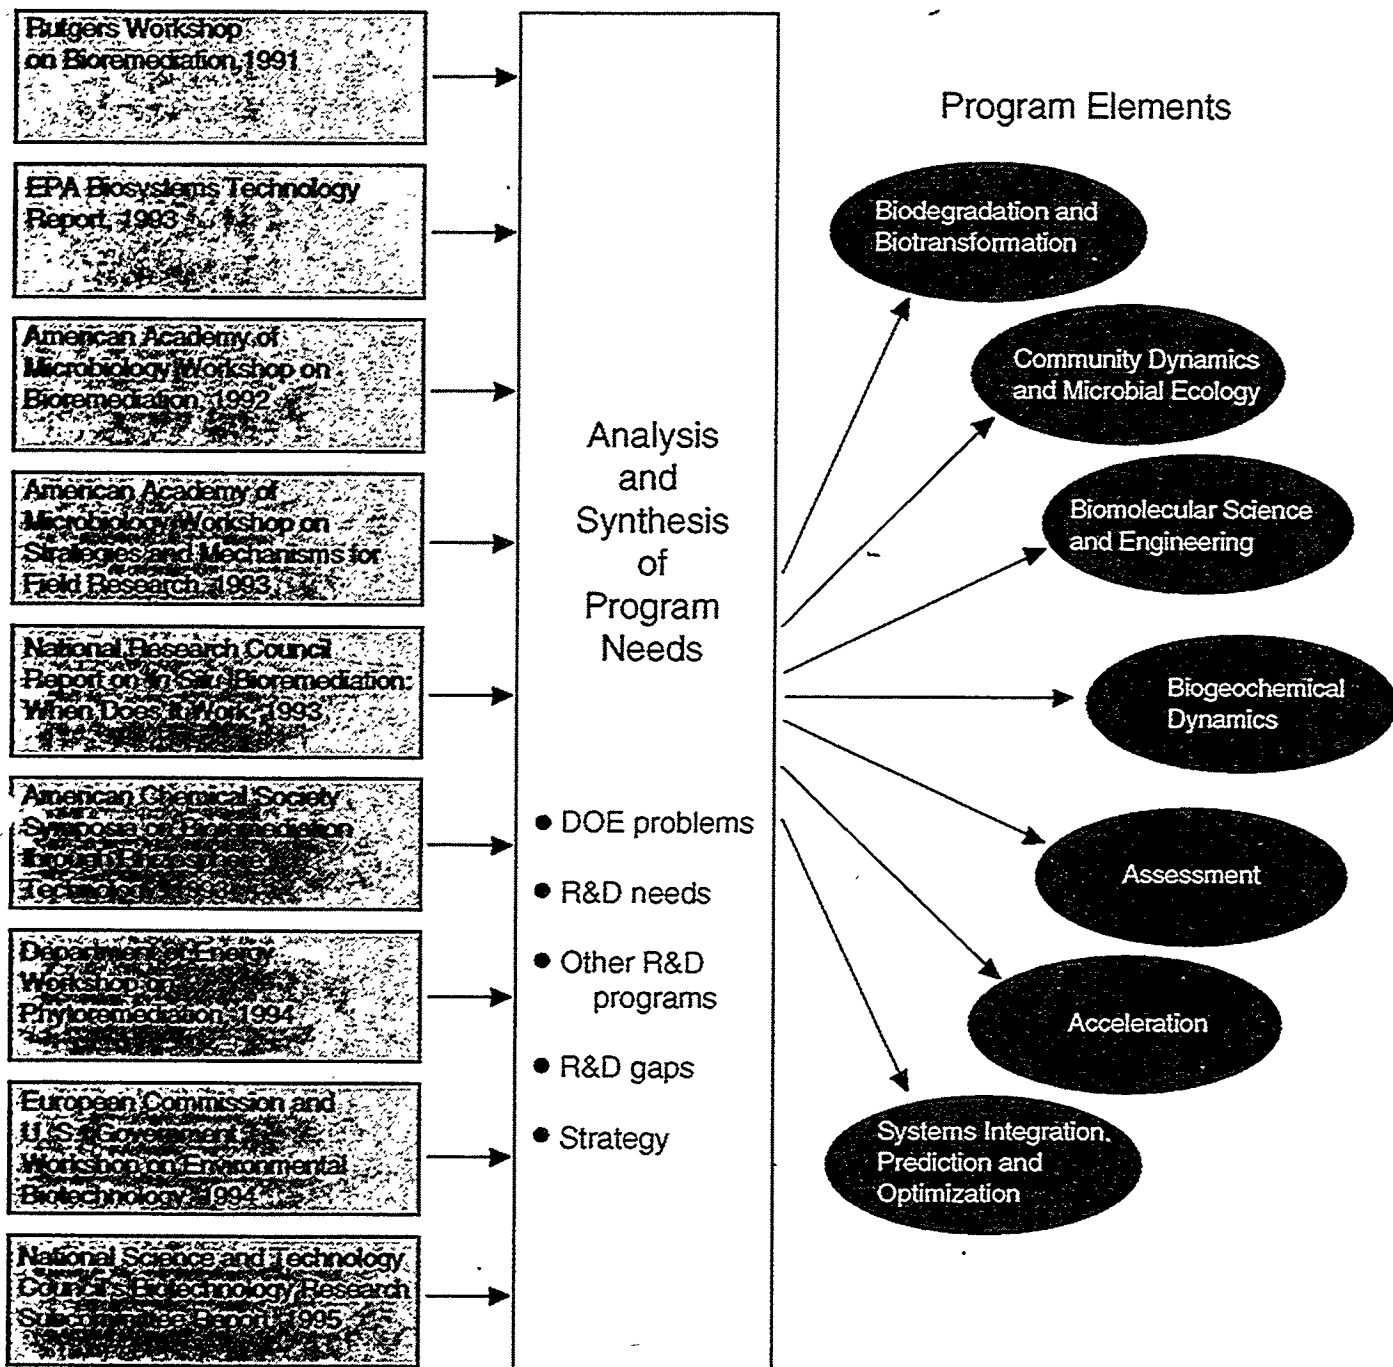 Rutgers Workshop
on Bioremediation, 1991
EPA Biosystems Technology
Report, 1993
American Academy of
Microbiology Workshop on
Bioremediation, 1992
American Academy of
Microbiology Workshop on
Strategies and Mechanisms for
Field Research, 1993
National Research Council
Report on In Situ Bioremediation:
When Does It Work, 1993
American Chemical Society
Symposia on Bioremediation
through Rhizosphere
Technology, 1993
Department of Energy
Workshop on
Phytoremediation, 1994
European Commission and
U. S. Government
Workshop on Environmental
Biotechnology, 1994
National Science and Technology
Council's Biotechnology Research
Subcommittee Report, 1995
Analysis
and
Synthesis
of
Program
Needs
• DOE problems
• R&D needs
• Other R&D
programs
• R&D gaps
• Strategy
Program Elements
Biodegradation and
Biotransformation
Community Dynamics
and Microbial Ecology
Biomolecular Science
and Engineering
Biogeochemical
Dynamics
Assessment
Acceleration
Systems Integration,
Prediction and
Optimization